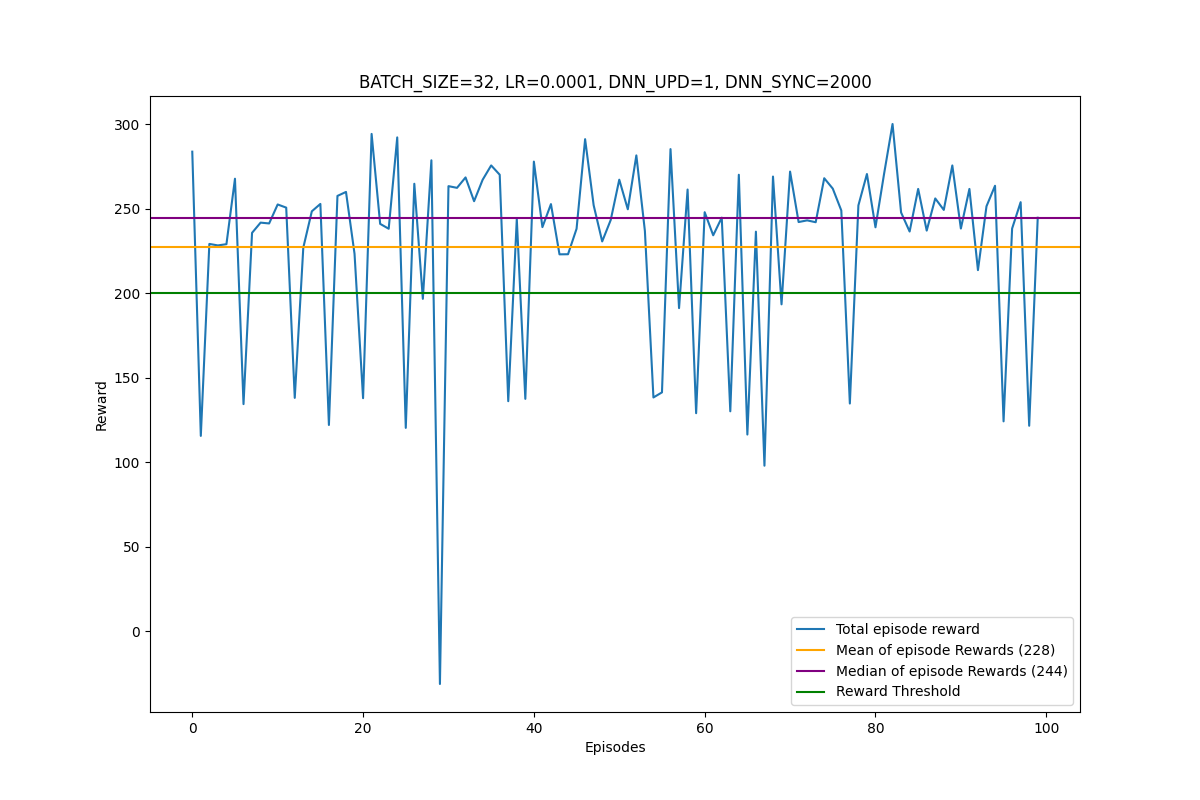 BATCH_SIZE=32, LR=0.0001, DNN_UPD=1, DNN_SYNC=2000
300
250
200
150
100
50
0
Reward
Total episode reward
Mean of episode Rewards (228)
Median of episode Rewards (244)
Reward Threshold
0 20 40 60 80 100
Episodes